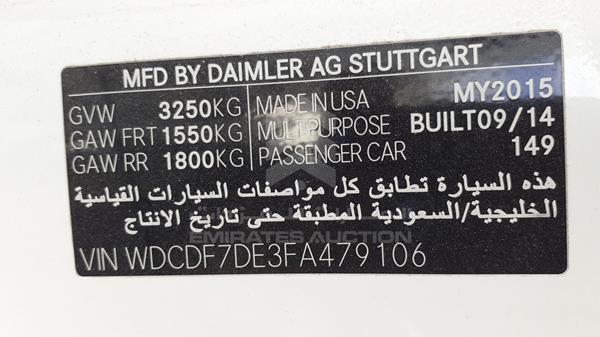 MFD BY DAIMLER AG STUTTGART
GVW 3250KG MADE IN USA MY2015
GAW FRT 1550KG MULTIPURPOSE BUILT09/14
GAW RR 1800KG PASSENGER CAR 149
هذه السيارة تطابق كل مواصفات السيارات القياسية
الخليجية/السعودية المطبقة حتى تاريخ الانتاج
EMIRATES AUCTION
VIN WDCDF7DE3FA479106